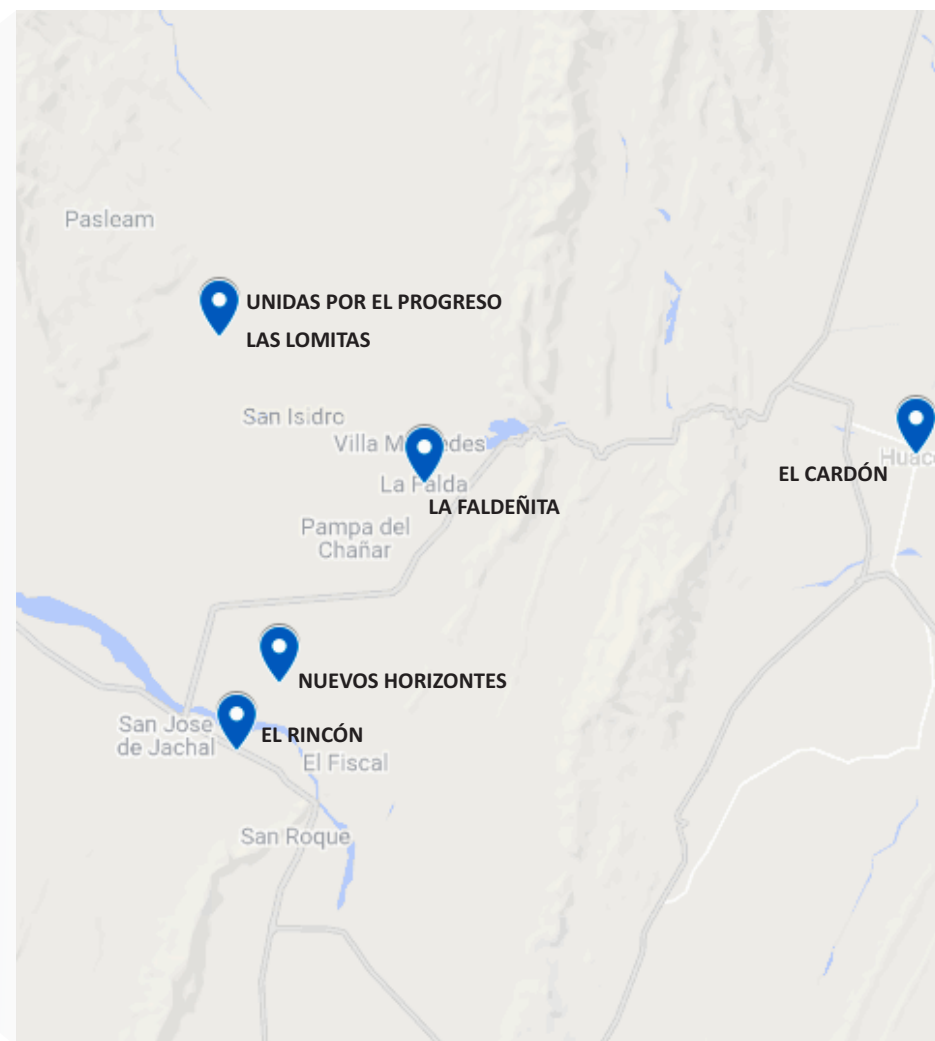 Pasleam
UNIDAS POR EL PROGRESO
LAS LOMITAS
San Isidro
Villa
La Falda
LA FALDEÑITA
EL CARDÓN
Pampa del
Chañar
NUEVOS HORIZONTES
San Jose
de Jachal
EL RINCÓN
El Fiscal
San Roque